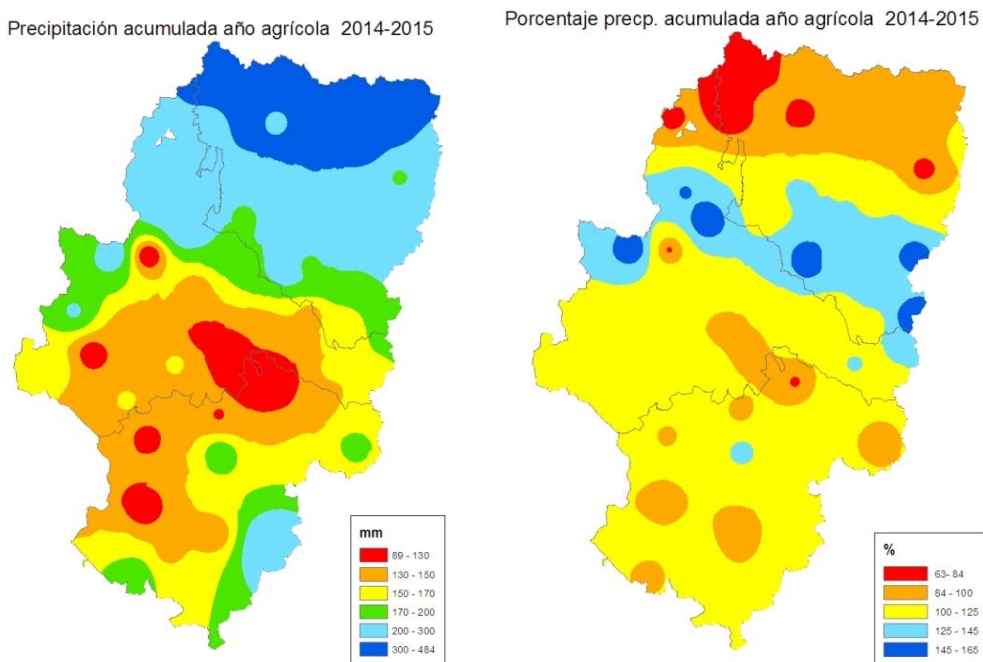 Precipitación acumulada año agrícola 2014-2015
mm
89 - 130
130 - 150
150 - 170
170 - 200
200 - 300
300 - 484
Porcentaje precp. acumulada año agrícola 2014-2015
%
63- 84
84 - 100
100 - 125
125 - 145
145 - 165